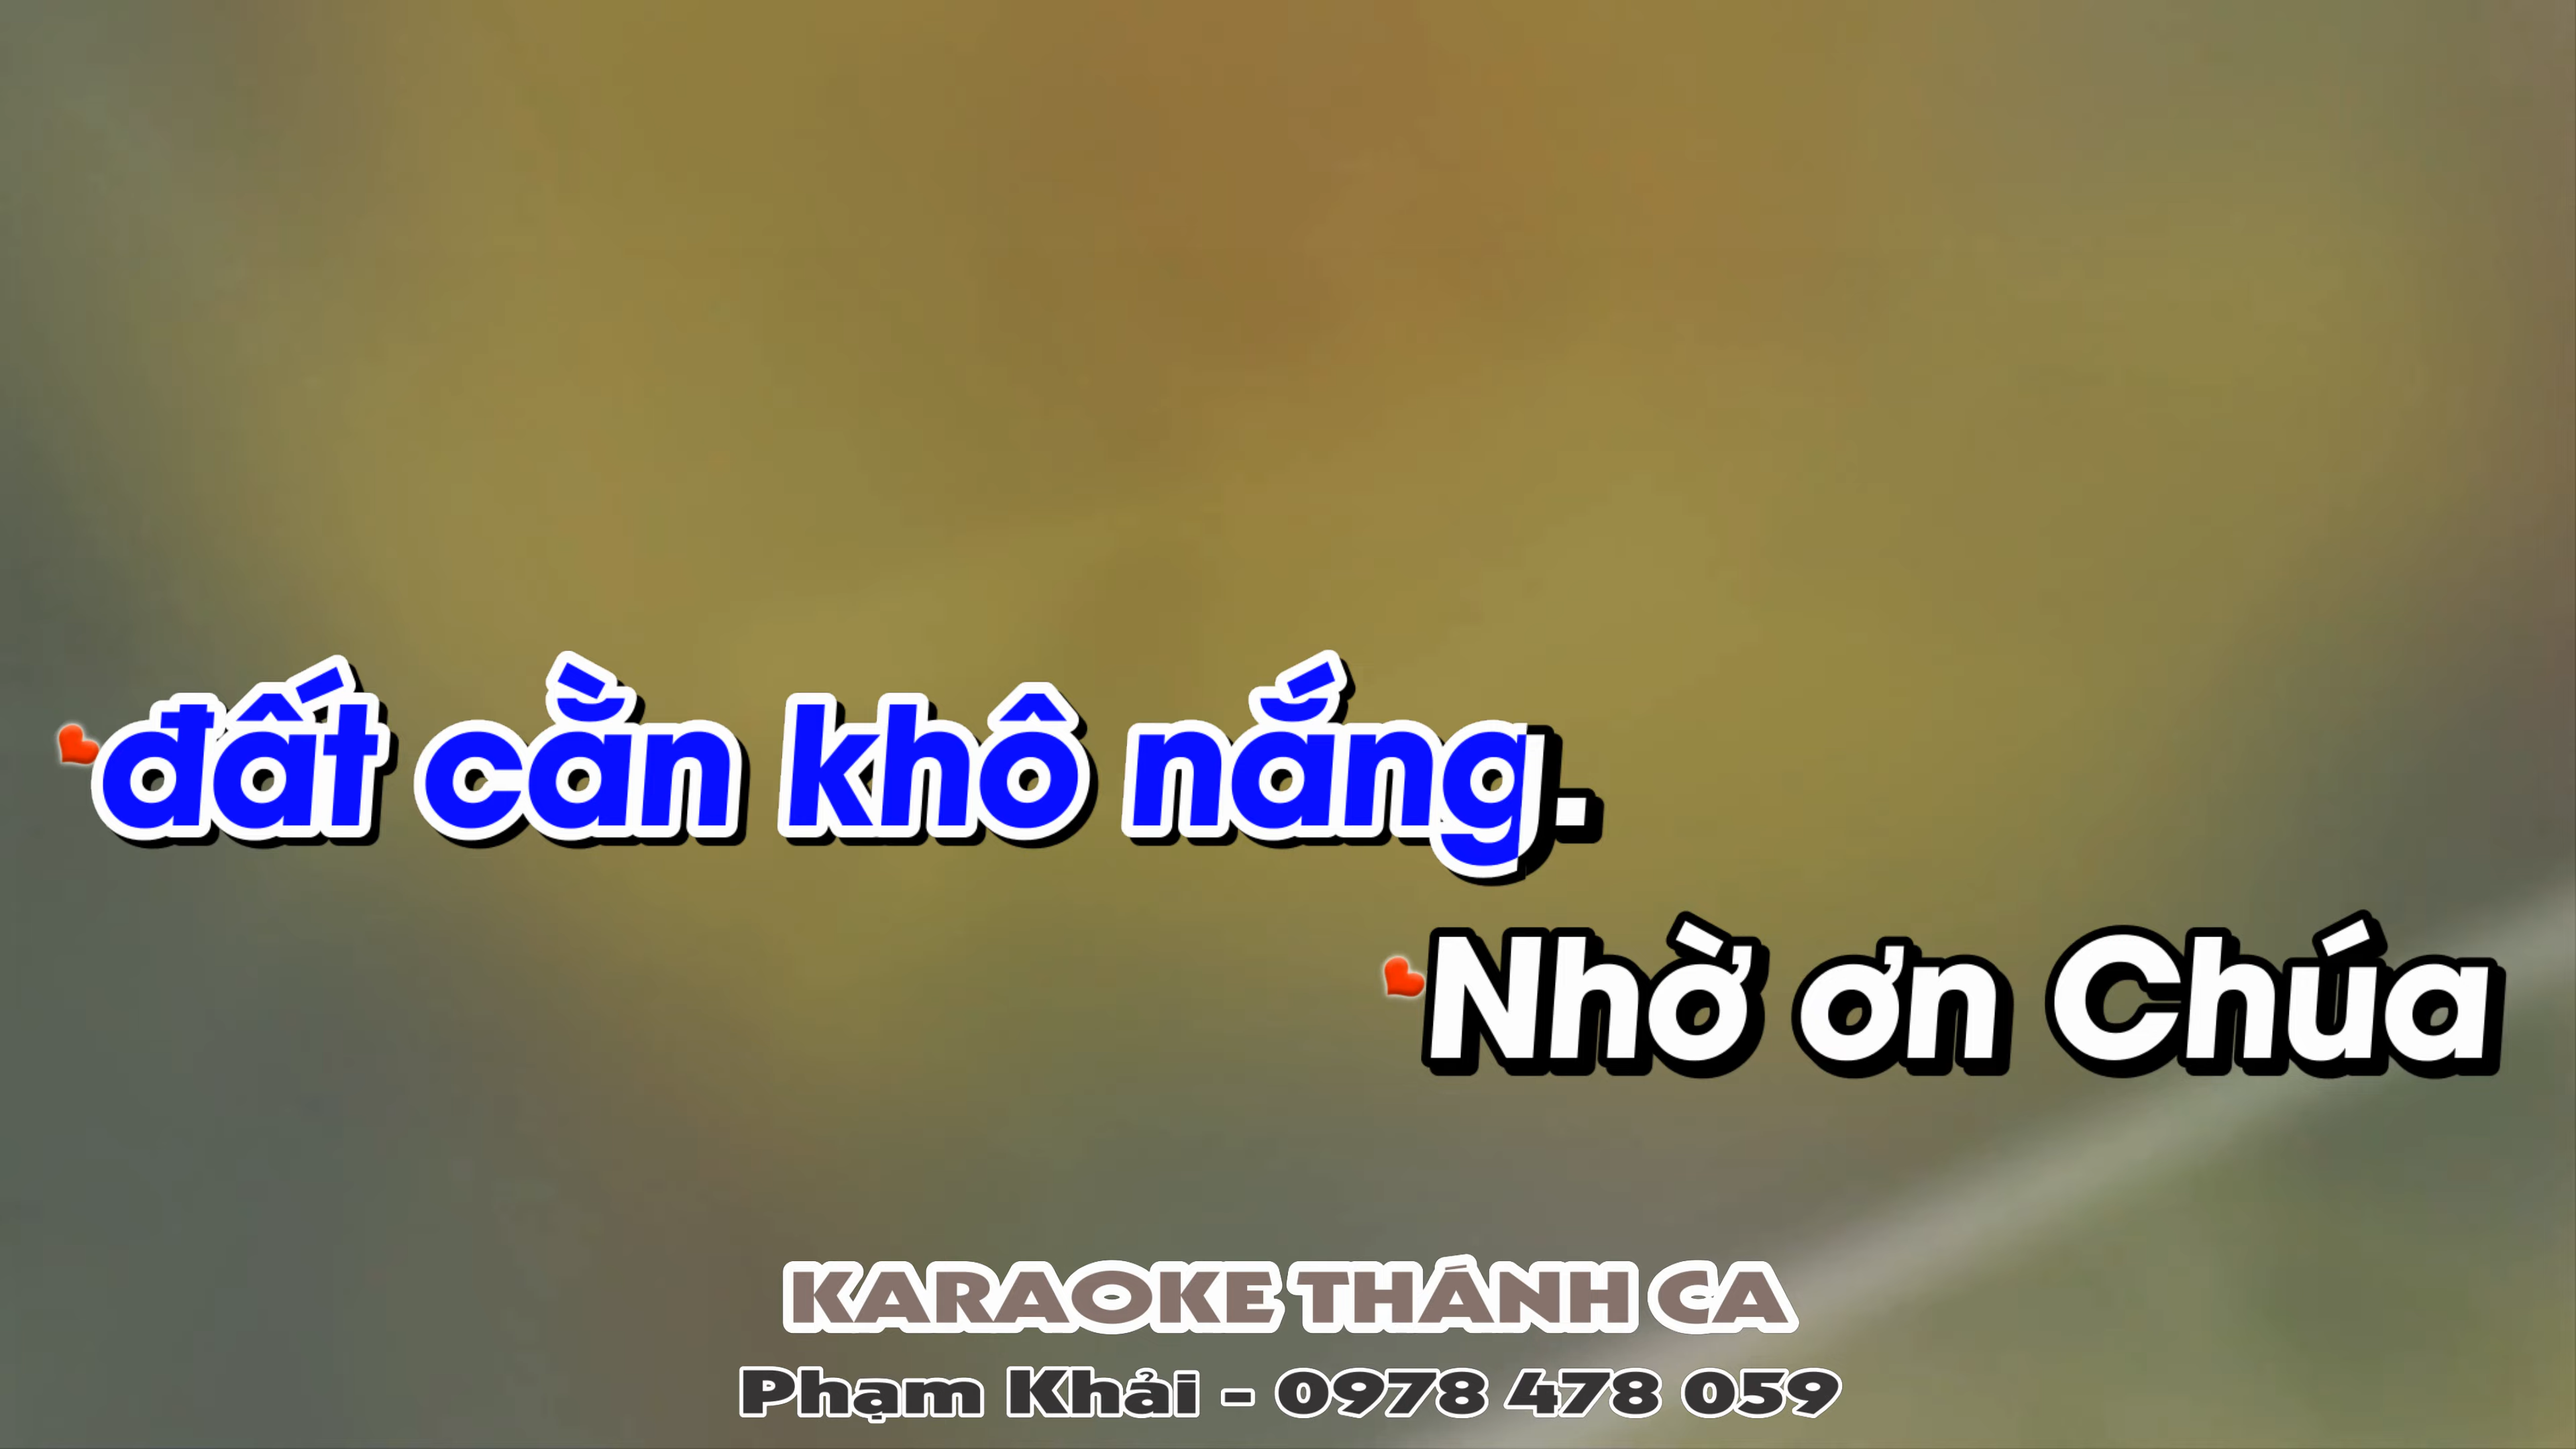 đất cằn khô nắng.
Nhờ ơn Chúa
KARAOKE THÁNH CA
Phạm Khải - 0978 478 059